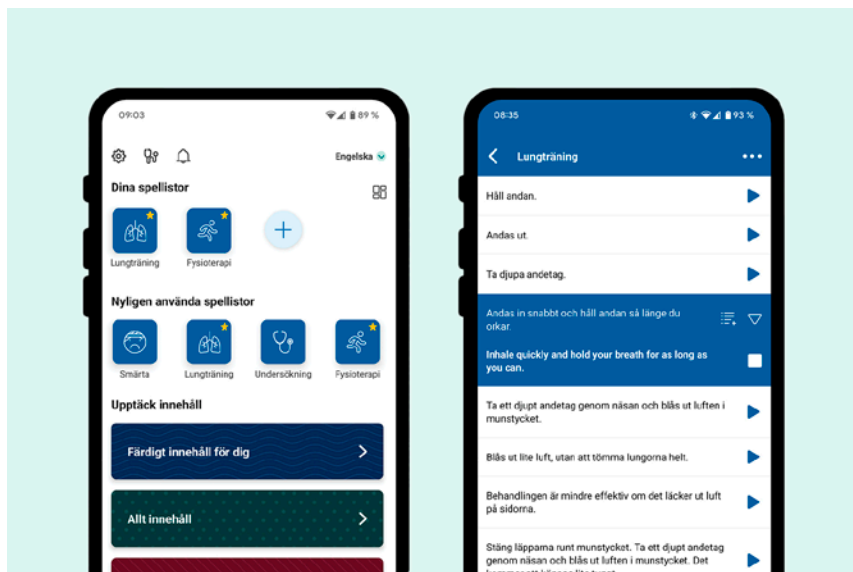 09:03
89 %
Engelska
Dina spellistor
Lungträning
Fysioterapi
Nyligen använda spellistor
Smärta
Lungträning
Undersökning
Fysioterapi
Upptäck innehåll
Färdigt innehåll för dig
Allt innehåll
08:35
93 %
Lungträning
Håll andan.
Andas ut.
Ta djupa andetag.
Andas in snabbt och håll andan så länge du
orkar.
Inhale quickly and hold your breath for as long as
you can.
Ta ett djupt andetag genom näsan och blås ut luften i
munstycket.
Blås ut lite luft, utan att tömma lungorna helt.
Behandlingen är mindre effektiv om det läcker ut luft
på sidorna.
Stäng läpparna runt munstycket. Ta ett djupt andetag
genom näsan och blås ut luften i munstycket. Det